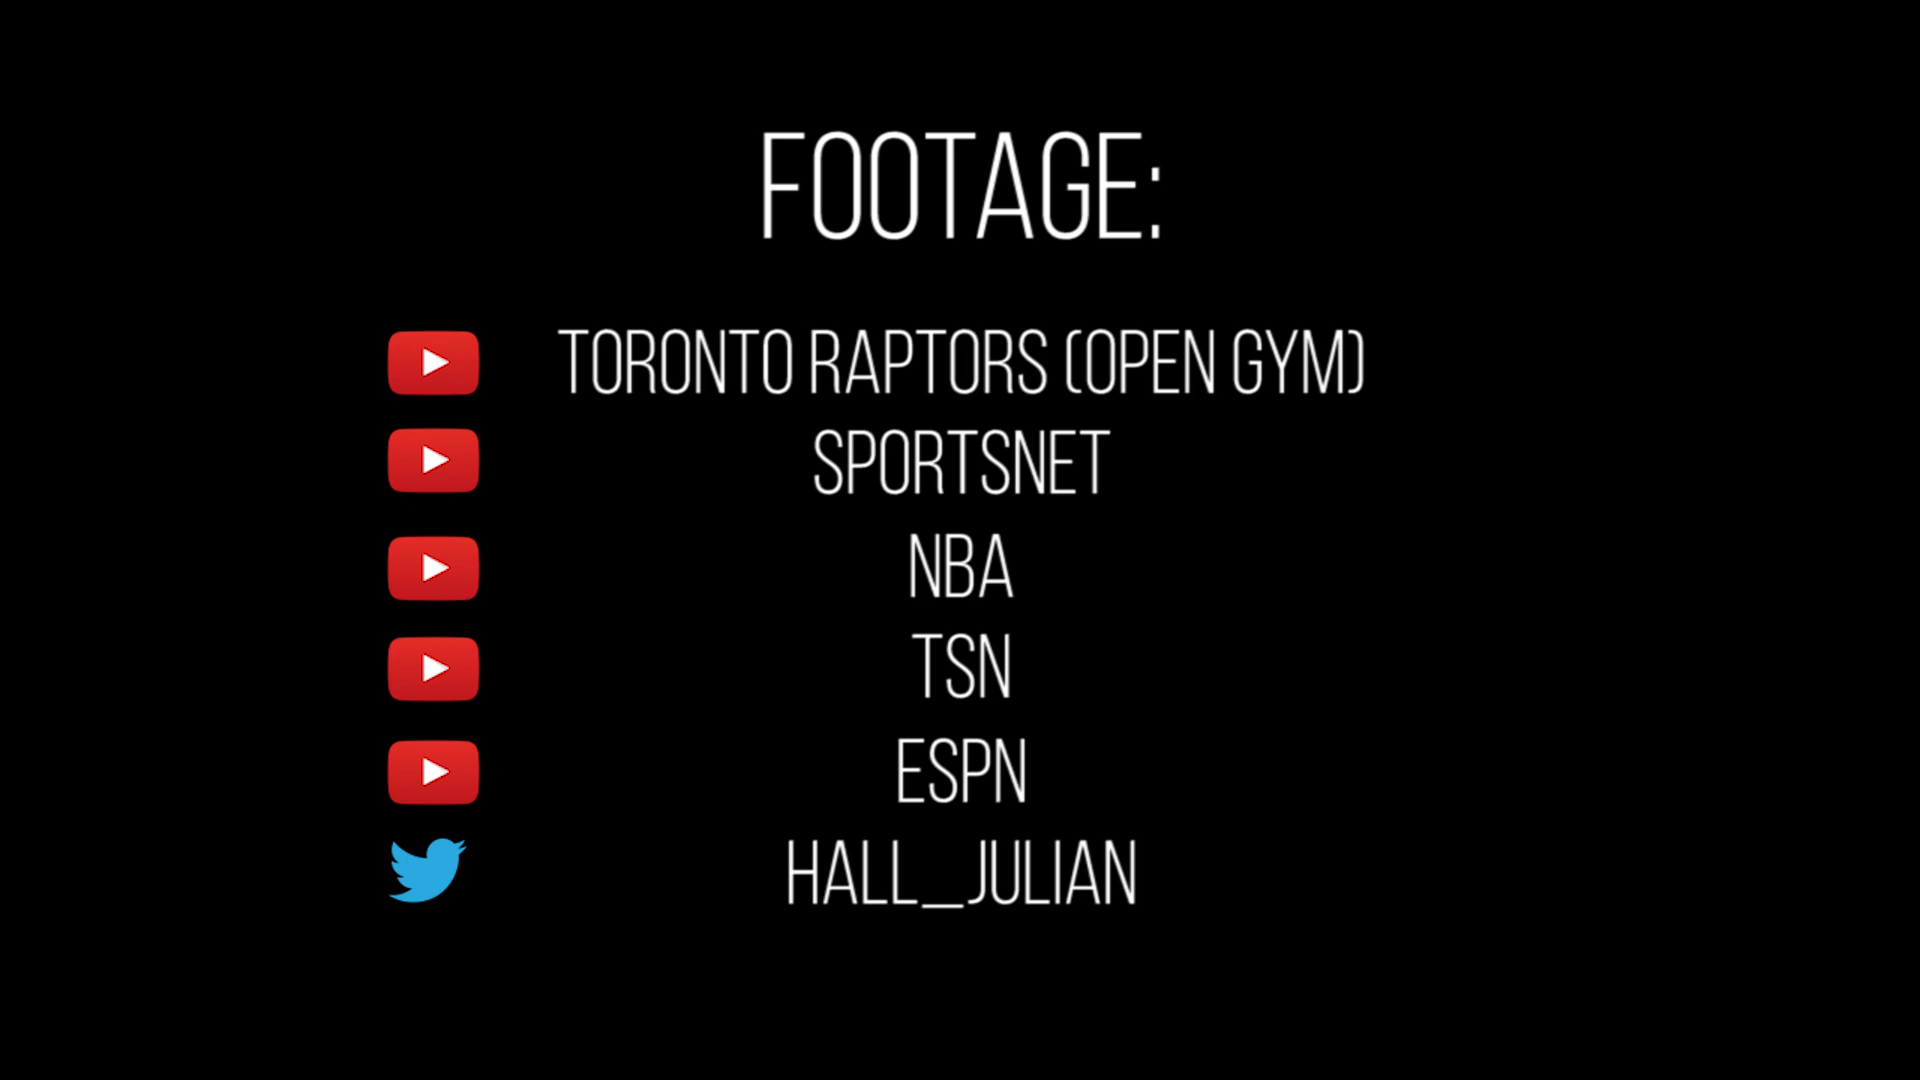 FOOTAGE:
TORONTO RAPTORS (OPEN GYM)
SPORTSNET
NBA
TSN
ESPN
HALL_JULIAN